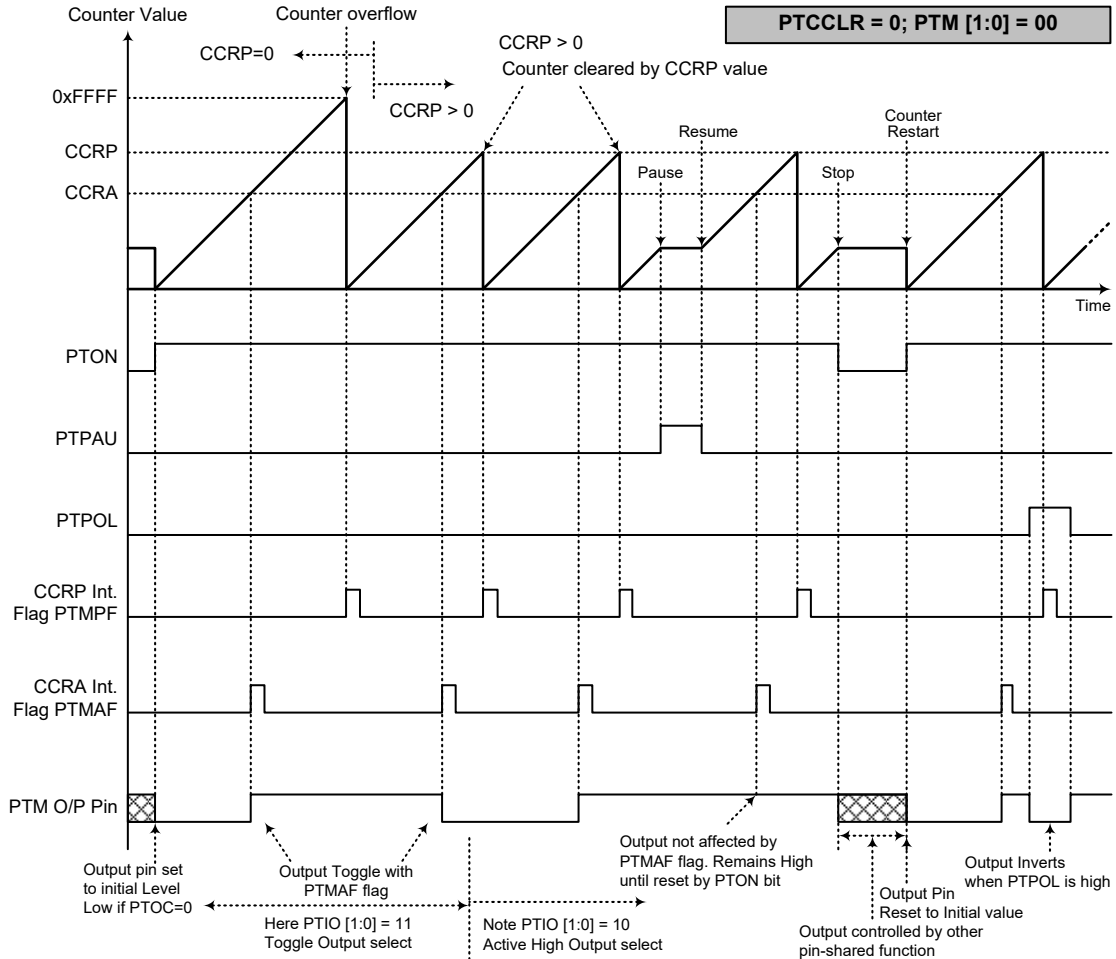 Counter Value
Counter overflow
PTCCLR = 0; PTM [1:0] = 00
CCRP=0
CCRP > 0
CCRP > 0
Counter cleared by CCRP value
0xFFFF
CCRP
CCRA
Pause
Resume
Stop
Counter
Restart
Time
PTON
PTPAU
PTPOL
CCRP Int.
Flag PTMPF
CCRA Int.
Flag PTMAF
PTM O/P Pin
Output pin set
to initial Level
Low if PTOC=0
Output Toggle with
PTMAF flag
Here PTIO [1:0] = 11
Toggle Output select
Note PTIO [1:0] = 10
Active High Output select
Output not affected by
PTMAF flag. Remains High
until reset by PTON bit
Output Pin
Reset to Initial value
Output controlled by other
pin-shared function
Output Inverts
when PTPOL is high